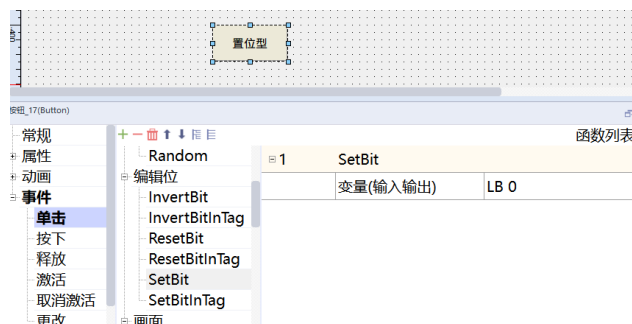 置位型
按钮_17(Button)
常规
属性
动画
事件
单击
按下
释放
激活
取消激活
更改
函数列表
Random
编辑位
InvertBit
InvertBitInTag
ResetBit
ResetBitInTag
SetBit
SetBitInTag
画面
1 SetBit
变量(输入输出) LB 0